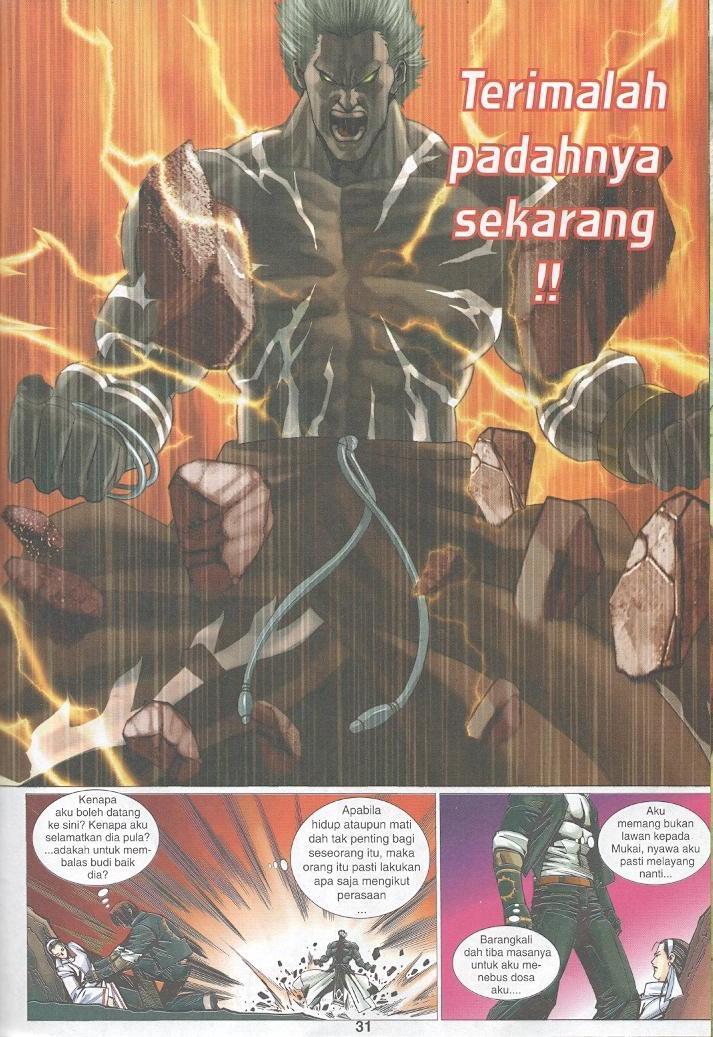 Terimalah
padahnya
sekarang
!!
Kenapa
aku boleh datang
ke sini? Kenapa aku
selamatkan dia pula?
...adakah untuk mem-
balas budi baik
dia?
Apabila
hidup ataupun mati
dah tak penting bagi
seseorang itu, maka
orang itu pasti lakukan
apa saja mengikut
perasaan
...
Aku
memang bukan
lawan kepada
Mukai, nyawa aku
pasti melayang
nanti...
Barangkali
dah tiba masanya
untuk aku me-
nebus dosa
aku....
31